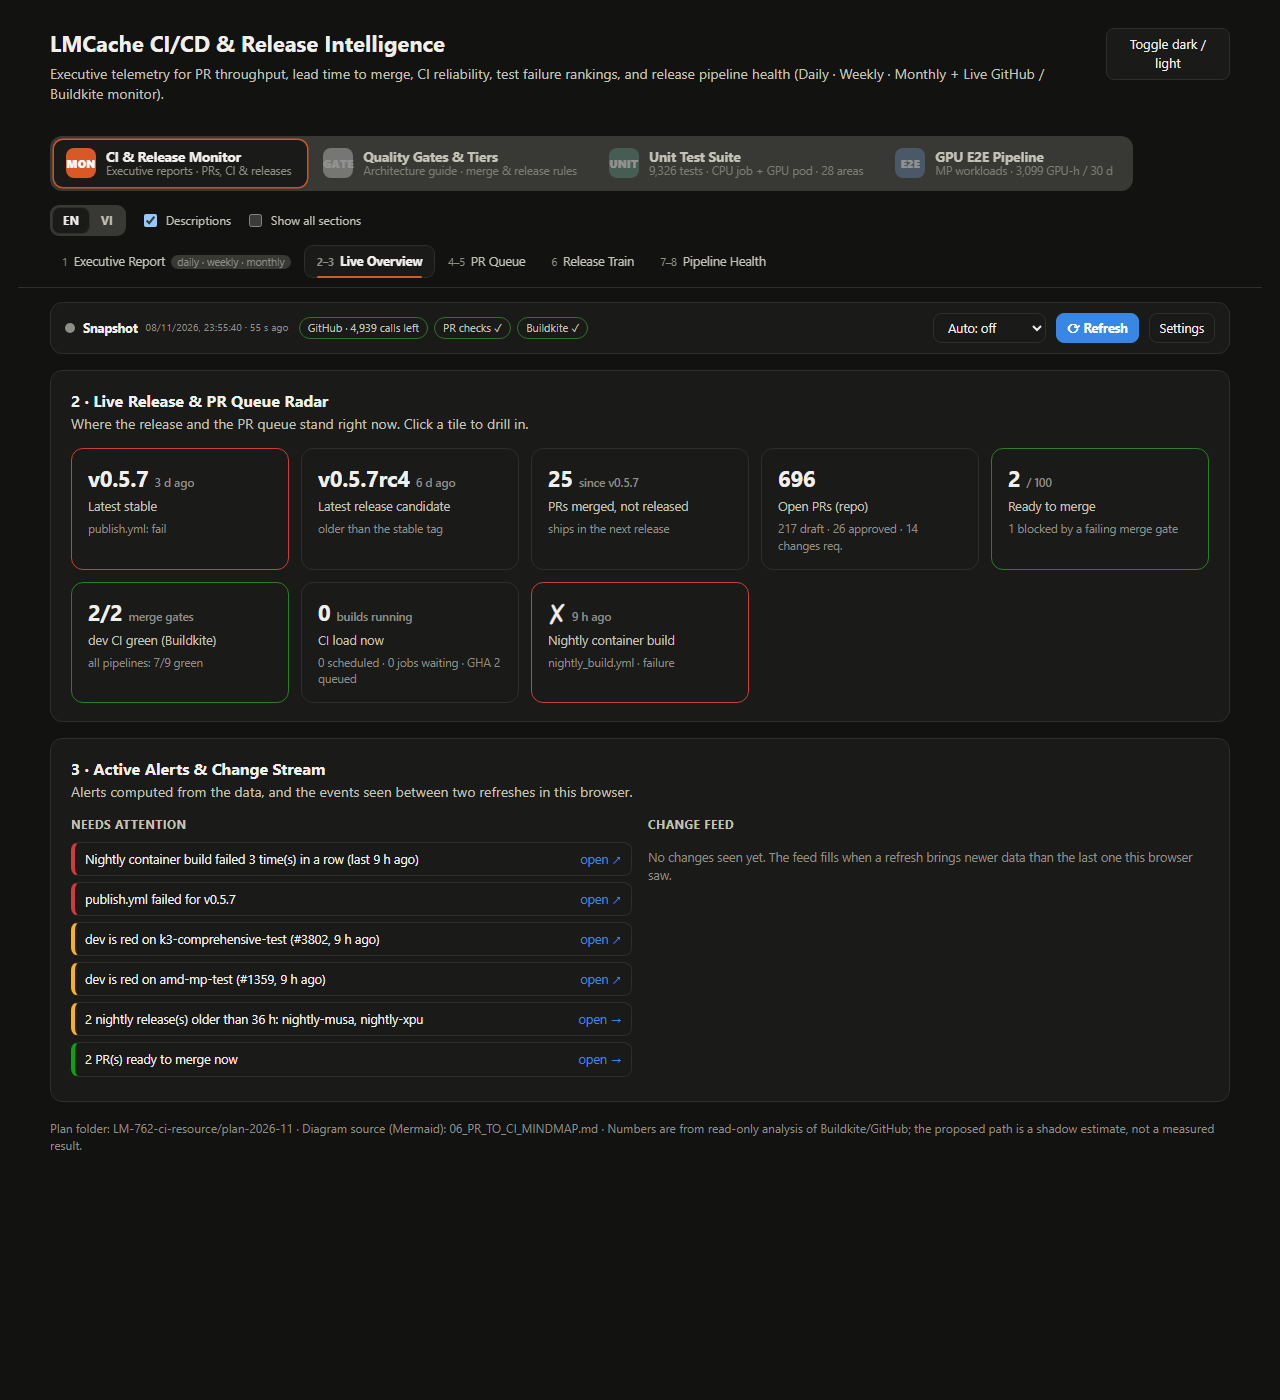 LMCache CI/CD & Release Intelligence
Toggle dark /
light
Executive telemetry for PR throughput, lead time to merge, CI reliability, test failure rankings, and release pipeline health (Daily · Weekly · Monthly + Live GitHub /
Buildkite monitor).
MON
CI & Release Monitor
Executive reports · PRs, CI & releases
GATE
Quality Gates & Tiers
Architecture guide · merge & release rules
UNIT
Unit Test Suite
9,326 tests · CPU job + GPU pod · 28 areas
E2E
GPU E2E Pipeline
MP workloads · 3,099 GPU-h / 30 d
EN VI Descriptions Show all sections
1 Executive Report daily · weekly · monthly 2–3 Live Overview 4–5 PR Queue 6 Release Train 7–8 Pipeline Health
Snapshot 08/11/2026, 23:55:40 · 55 s ago GitHub · 4,939 calls left PR checks ✓ Buildkite ✓ Auto: off ⟳ Refresh Settings
2 · Live Release & PR Queue Radar
Where the release and the PR queue stand right now. Click a tile to drill in.
v0.5.7 3 d ago
Latest stable
publish.yml: fail
v0.5.7rc4 6 d ago
Latest release candidate
older than the stable tag
25 since v0.5.7
PRs merged, not released
ships in the next release
696
Open PRs (repo)
217 draft · 26 approved · 14
changes req.
2 / 100
Ready to merge
1 blocked by a failing merge gate
2/2 merge gates
dev CI green (Buildkite)
all pipelines: 7/9 green
0 builds running
CI load now
0 scheduled · 0 jobs waiting · GHA 2
queued
✗ 9 h ago
Nightly container build
nightly_build.yml · failure
3 · Active Alerts & Change Stream
Alerts computed from the data, and the events seen between two refreshes in this browser.
NEEDS ATTENTION
Nightly container build failed 3 time(s) in a row (last 9 h ago) open ↗
publish.yml failed for v0.5.7 open ↗
dev is red on k3-comprehensive-test (#3802, 9 h ago) open ↗
dev is red on amd-mp-test (#1359, 9 h ago) open ↗
2 nightly release(s) older than 36 h: nightly-musa, nightly-xpu open →
2 PR(s) ready to merge now open →
CHANGE FEED
No changes seen yet. The feed fills when a refresh brings newer data than the last one this browser
saw.
Plan folder: LM-762-ci-resource/plan-2026-11 · Diagram source (Mermaid): 06_PR_TO_CI_MINDMAP.md · Numbers are from read-only analysis of Buildkite/GitHub; the proposed path is a shadow estimate, not a measured
result.